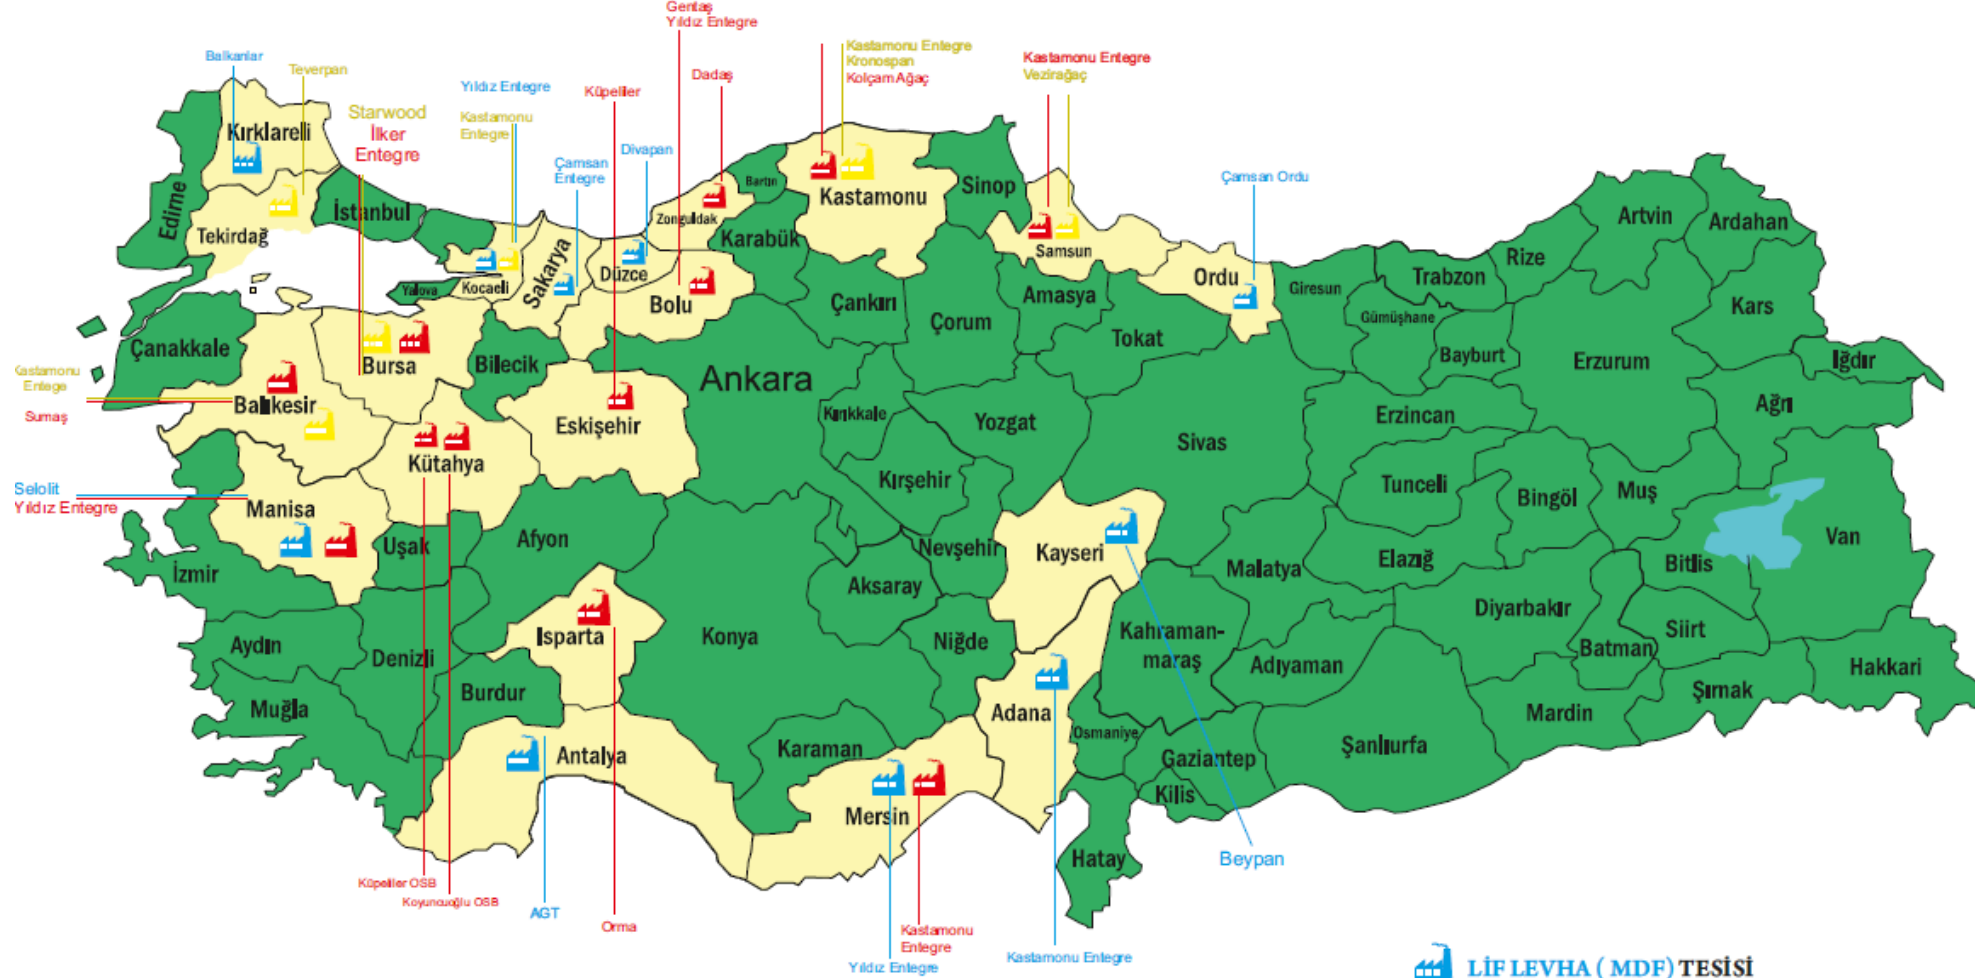 Gentaş
Yıldız Entegre
Balkanlar
Teverpan
Kastamonu Entegre
Kronospan
Kolçam Ağaç
Kastamonu Entegre
Vezirağaç
Dadaş
Yıldız Entegre
Küpeliler
Starwood
İlker
Entegre
Kastamonu
Entegre
Divapan
Çamsan
Entegre
Çamsan Ordu
Kırklareli
Edirne
Tekirdağ
İstanbul
Kocaeli
Yalova
Sakarya
Düzce
Zonguldak
Bartın
Karabük
Bolu
Kastamonu
Sinop
Samsun
Ordu
Giresun
Trabzon
Rize
Artvin
Ardahan
Kars
Gümüşhane
Bayburt
Erzurum
Iğdır
Ağrı
Çanakkale
Bursa
Bilecik
Balıkesir
Kütahya
Eskişehir
Ankara
Çankırı
Çorum
Amasya
Tokat
Kırıkkale
Yozgat
Sivas
Erzincan
Tunceli
Bingöl
Muş
Van
Bitlis
Kastamonu
Entege
Sumaş
Selolit
Yıldız Entegre
Manisa
İzmir
Uşak
Afyon
Kırşehir
Nevşehir
Aksaray
Kayseri
Malatya
Elazığ
Diyarbakır
Batman
Siirt
Şırnak
Hakkari
Mardin
Aydın
Denizli
Isparta
Konya
Niğde
Kahraman-
maraş
Adıyaman
Muğla
Burdur
Antalya
Karaman
Mersin
Adana
Osmaniye
Gaziantep
Kilis
Şanlıurfa
Hatay
Küpeliler OSB
Koyuncuoğlu OSB
AGT
Orma
Kastamonu
Entegre
Yıldız Entegre
Kastamonu Entegre
Beypan
LİF LEVHA ( MDF) TESİSİ